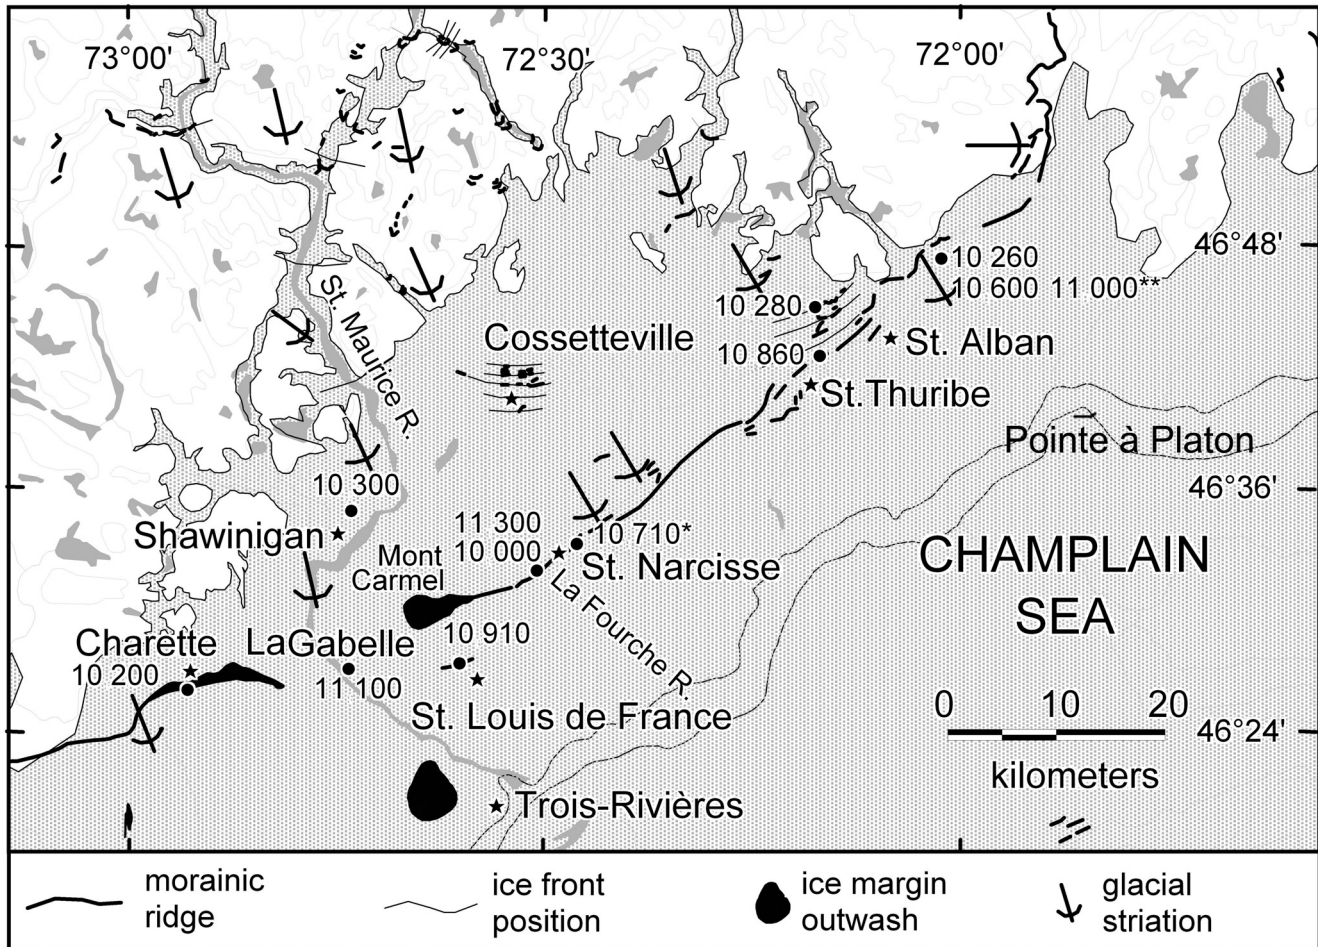 73°00'
72°30'
72°00'
46°48'
10 260
10 600 11 000**
10 280
St. Maurice R.
Cossetteville
10 860
St. Alban
St. Thuribe
Pointe à Platon
46°36'
10 300
Shawinigan
11 300
10 000
10 710*
St. Narcisse
Mont
Carmel
La Fourche R.
CHAMPLAIN
SEA
Charette
10 200
LaGabelle
11 100
10 910
St. Louis de France
0 10 20
kilometers
46°24'
Trois-Rivières
morainic
ridge
ice front
position
ice margin
outwash
glacial
striation